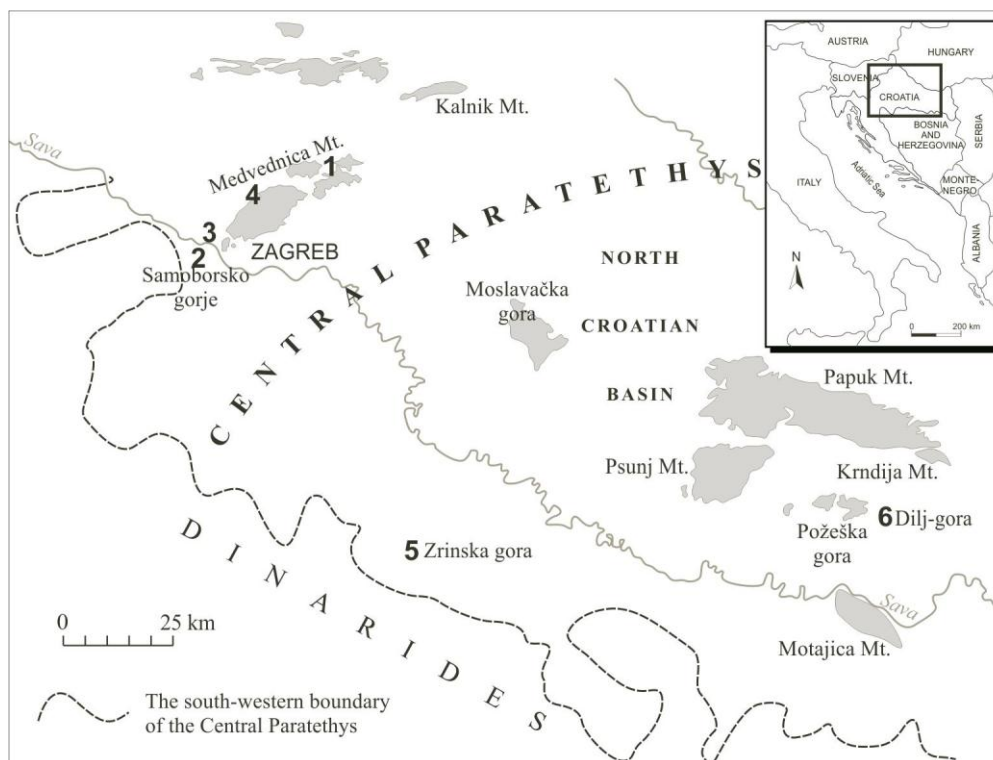 Kalnik Mt.
Sava
Medvednica Mt.
1
4
3
2
ZAGREB
Samoborsko
gorje
CENTRAL PARATETHYS
NORTH
CROATIAN
BASIN
Moslavačka
gora
Papuk Mt.
Psunj Mt.
Krndija Mt.
6 Dilj-gora
Požeška
gora
5 Zrinska gora
DINARIDES
Sava
Motajica Mt.
0 25 km
The south-western boundary
of the Central Paratethys
AUSTRIA
HUNGARY
SLOVENIA
CROATIA
BOSNIA
AND
HERZEGOVINA
SERBIA
ITALY
Adriatic Sea
MONTE-
NEGRO
ALBANIA
N
0 200 km